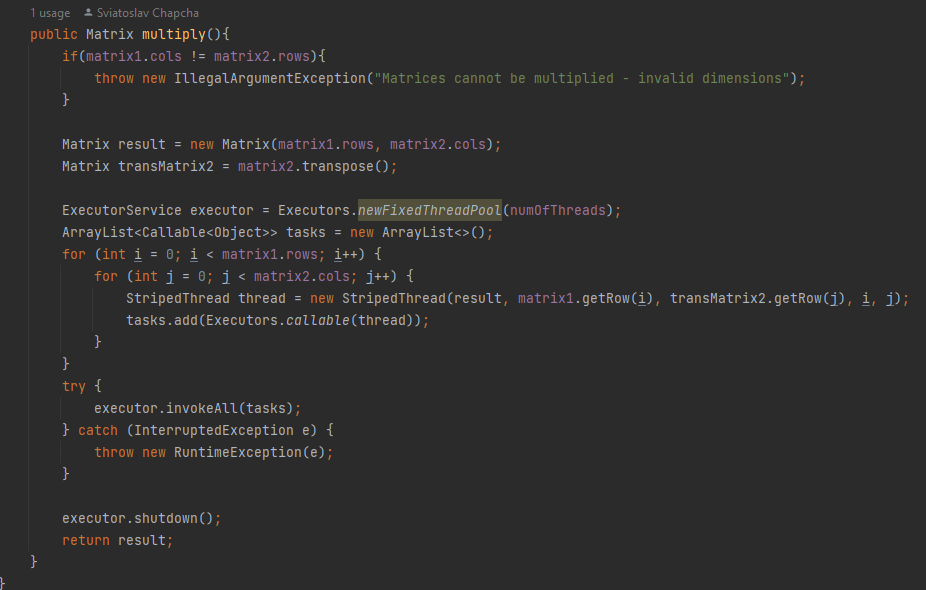 1 usage Sviatoslav Chapcha
public Matrix multiply(){
if(matrix1.cols != matrix2.rows){
throw new IllegalArgumentException("Matrices cannot be multiplied - invalid dimensions");
}
Matrix result = new Matrix(matrix1.rows, matrix2.cols);
Matrix transMatrix2 = matrix2.transpose();
ExecutorService executor = Executors.newFixedThreadPool(numOfThreads);
ArrayList<Callable<Object>> tasks = new ArrayList<>();
for (int i = 0; i < matrix1.rows; i++) {
for (int j = 0; j < matrix2.cols; j++) {
StripedThread thread = new StripedThread(result, matrix1.getRow(i), transMatrix2.getRow(j), i, j);
tasks.add(Executors.callable(thread));
}
}
try {
executor.invokeAll(tasks);
} catch (InterruptedException e) {
throw new RuntimeException(e);
}
executor.shutdown();
return result;
}
}